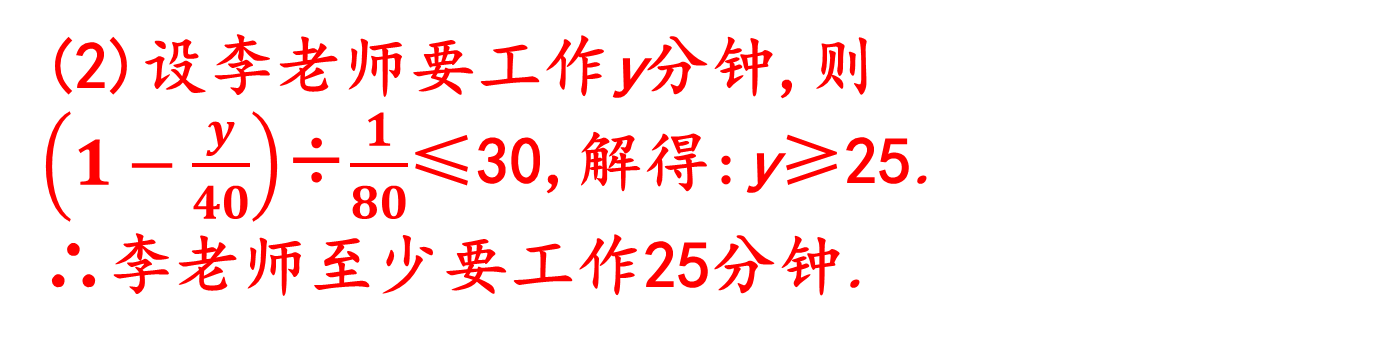 (2)设李老师要工作y分钟,则
(1-y/40)÷1/80≤30,解得:y≥25.
∴李老师至少要工作25分钟.